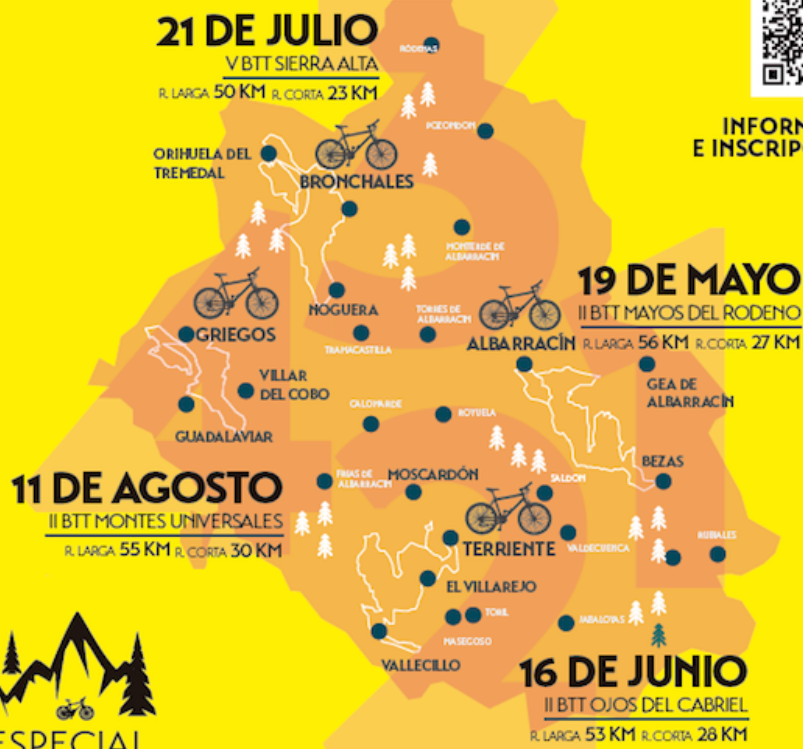 21 DE JULIO
V BTT SIERRA ALTA
R. LARGA 50 KM R. CORTA 23 KM
RÓDENAS
POZONDÓN
INFORM
E INSCRIP
ORIHUELA DEL
TREMEDAL
BRONCHALES
MONTERDE DE
ALBARRACÍN
19 DE MAYO
II BTT MAYOS DEL RODENO
R. LARGA 56 KM R. CORTA 27 KM
NOGUERA
TORRES DE
ALBARRACÍN
GRIEGOS
TRAMACASTILLA
ALBARRACÍN
VILLAR
DEL COBO
GEA DE
ALBARRACÍN
CALOMARDE
ROYUELA
GUADALAVIAR
BEZAS
11 DE AGOSTO
II BTT MONTES UNIVERSALES
R. LARGA 55 KM R. CORTA 30 KM
FRÍAS DE
ALBARRACÍN
MOSCARDÓN
SALDÓN
TERRIENTE
VALDECUENCA
RUBIALES
EL VILLAREJO
TORIL
MASEGOSO
JABALOYAS
VALLECILLO
16 DE JUNIO
II BTT OJOS DEL CABRIEL
R. LARGA 53 KM R. CORTA 28 KM
ESPECIAL